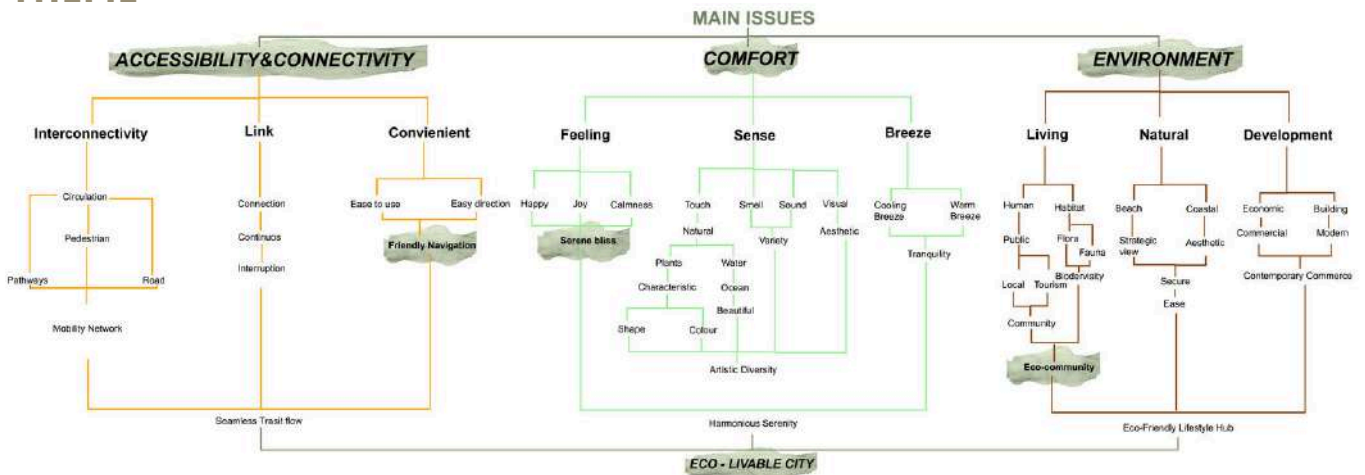 MAIN ISSUES
ACCESSIBILITY&CONNECTIVITY
COMFORT
ENVIRONMENT
Interconnectivity
Link
Convienient
Feeling
Sense
Breeze
Living
Natural
Development
Circulation
Pedestrian
Pathways
Road
Mobility Network
Connection
Continuos
Interruption
Ease to use
Easy direction
Friendly Navigation
Seamless Trasit flow
Happy
Joy
Calmness
Serene bliss
Touch
Smell
Sound
Visual
Natural
Aesthetic
Variety
Plants
Water
Characteristic
Ocean
Beautiful
Shape
Colour
Artistic Diversity
Cooling
Breeze
Warm
Breeze
Tranquility
Harmonious Serenity
Human
Habitat
Public
Flora
Fauna
Biodervisity
Local
Tourism
Community
Eco-community
Beach
Coastal
Strategic
view
Aesthetic
Secure
Ease
Economic
Building
Commercial
Modern
Contemporary Commerce
Eco-Friendly Lifestyle Hub
ECO - LIVABLE CITY